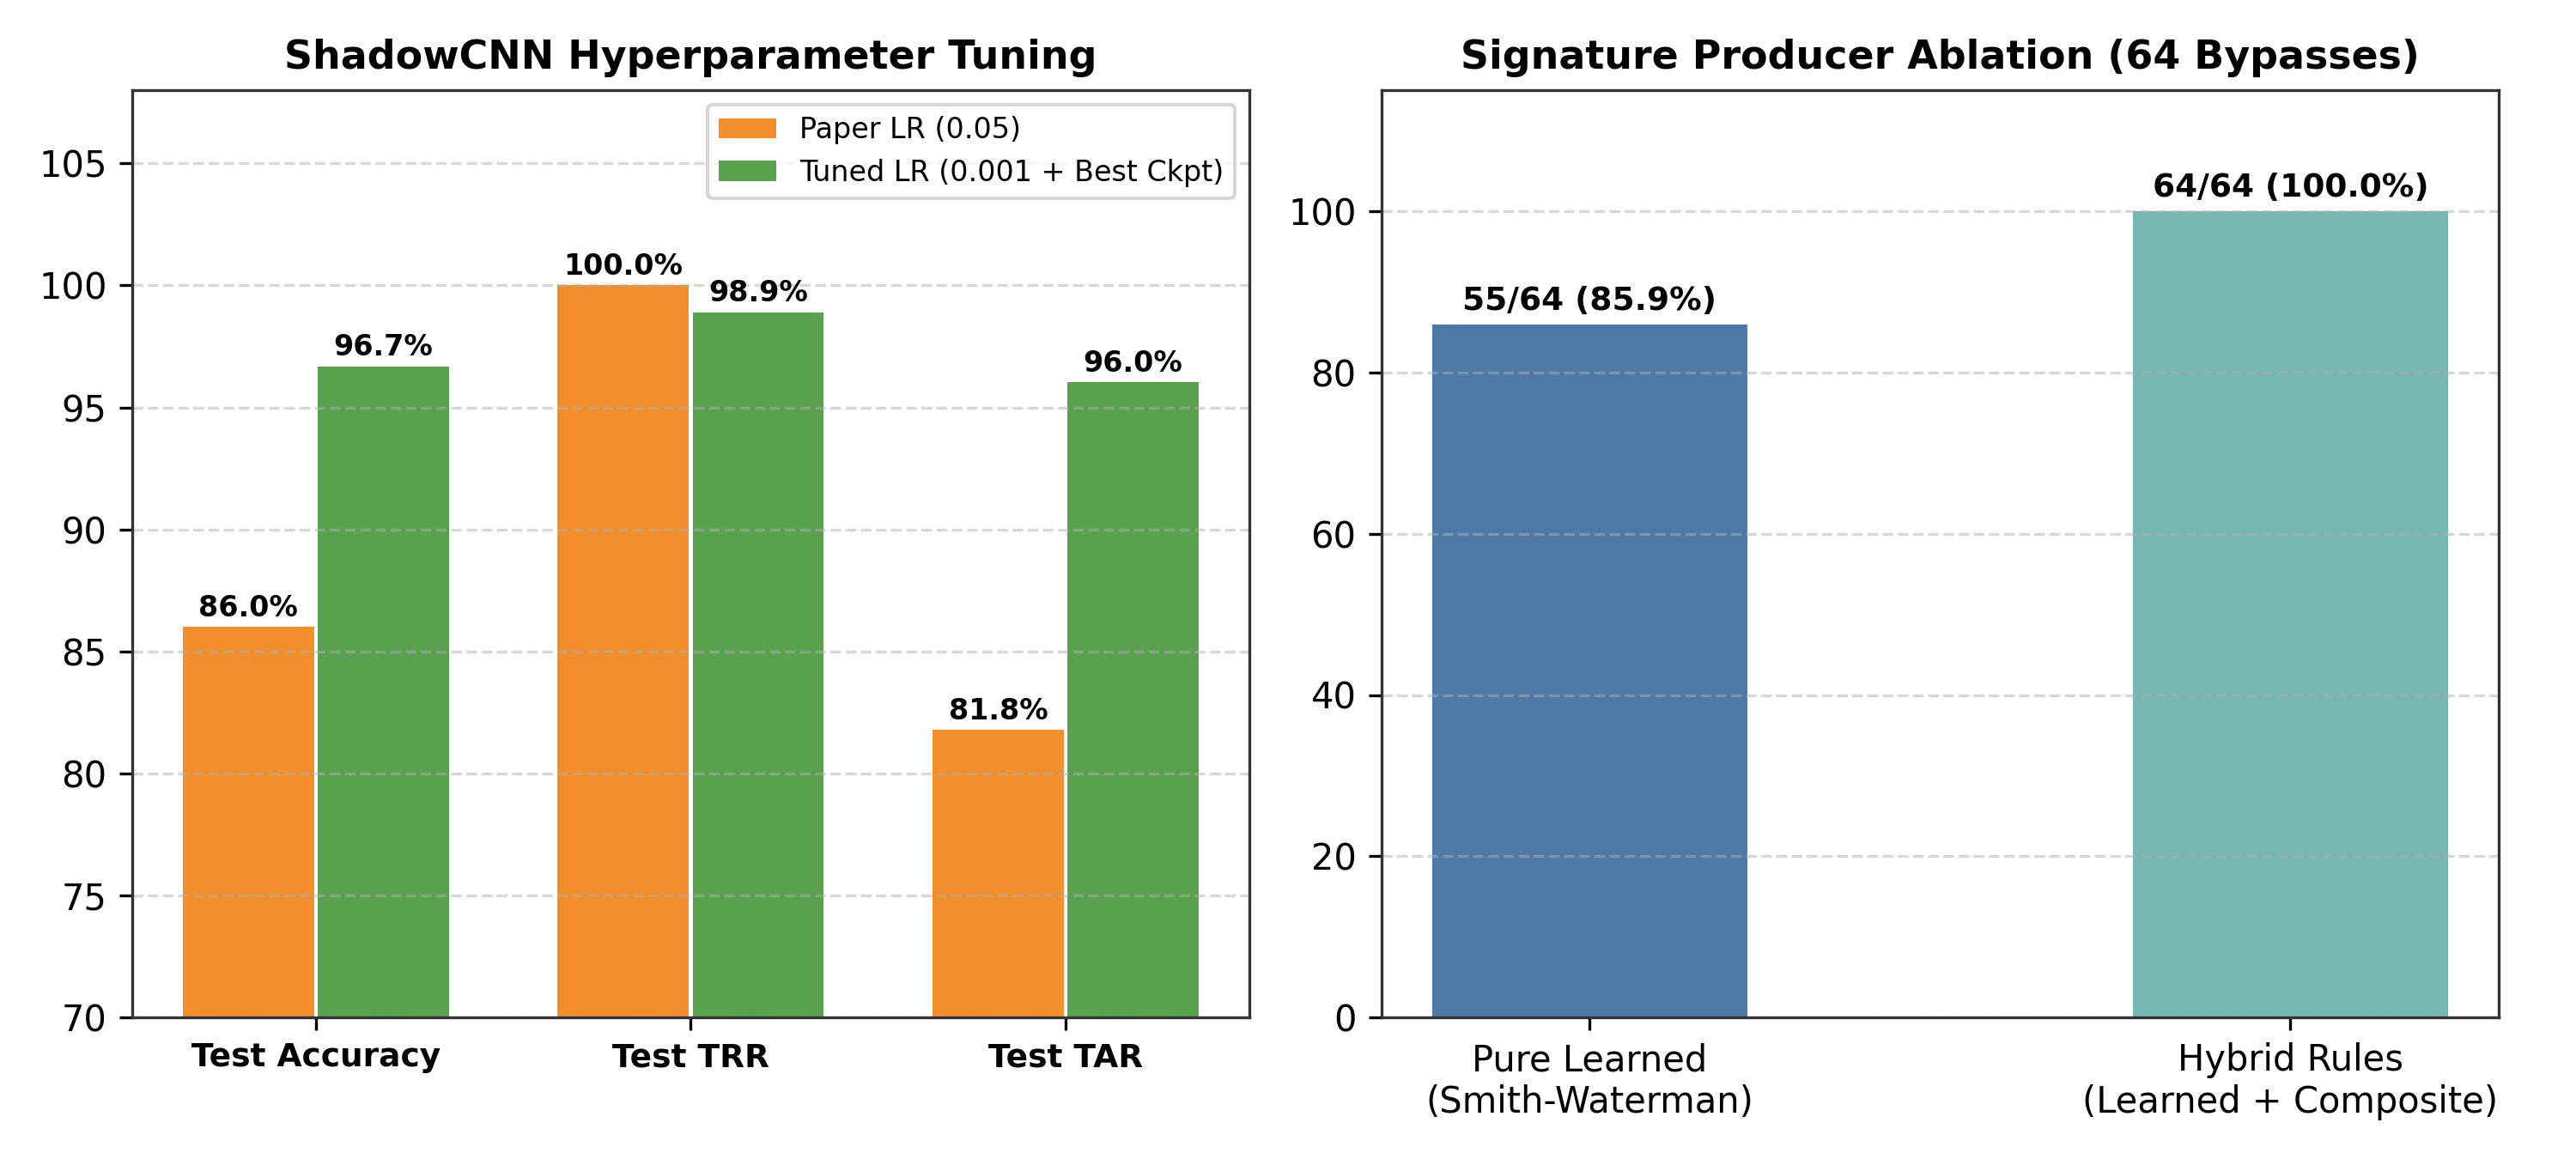 ShadowCNN Hyperparameter Tuning
Paper LR (0.05)
Tuned LR (0.001 + Best Ckpt)
105
100
95
90
85
80
75
70
86.0%
96.7%
100.0%
98.9%
81.8%
96.0%
Test Accuracy
Test TRR
Test TAR
Signature Producer Ablation (64 Bypasses)
100
80
60
40
20
0
55/64 (85.9%)
64/64 (100.0%)
Pure Learned
(Smith-Waterman)
Hybrid Rules
(Learned + Composite)